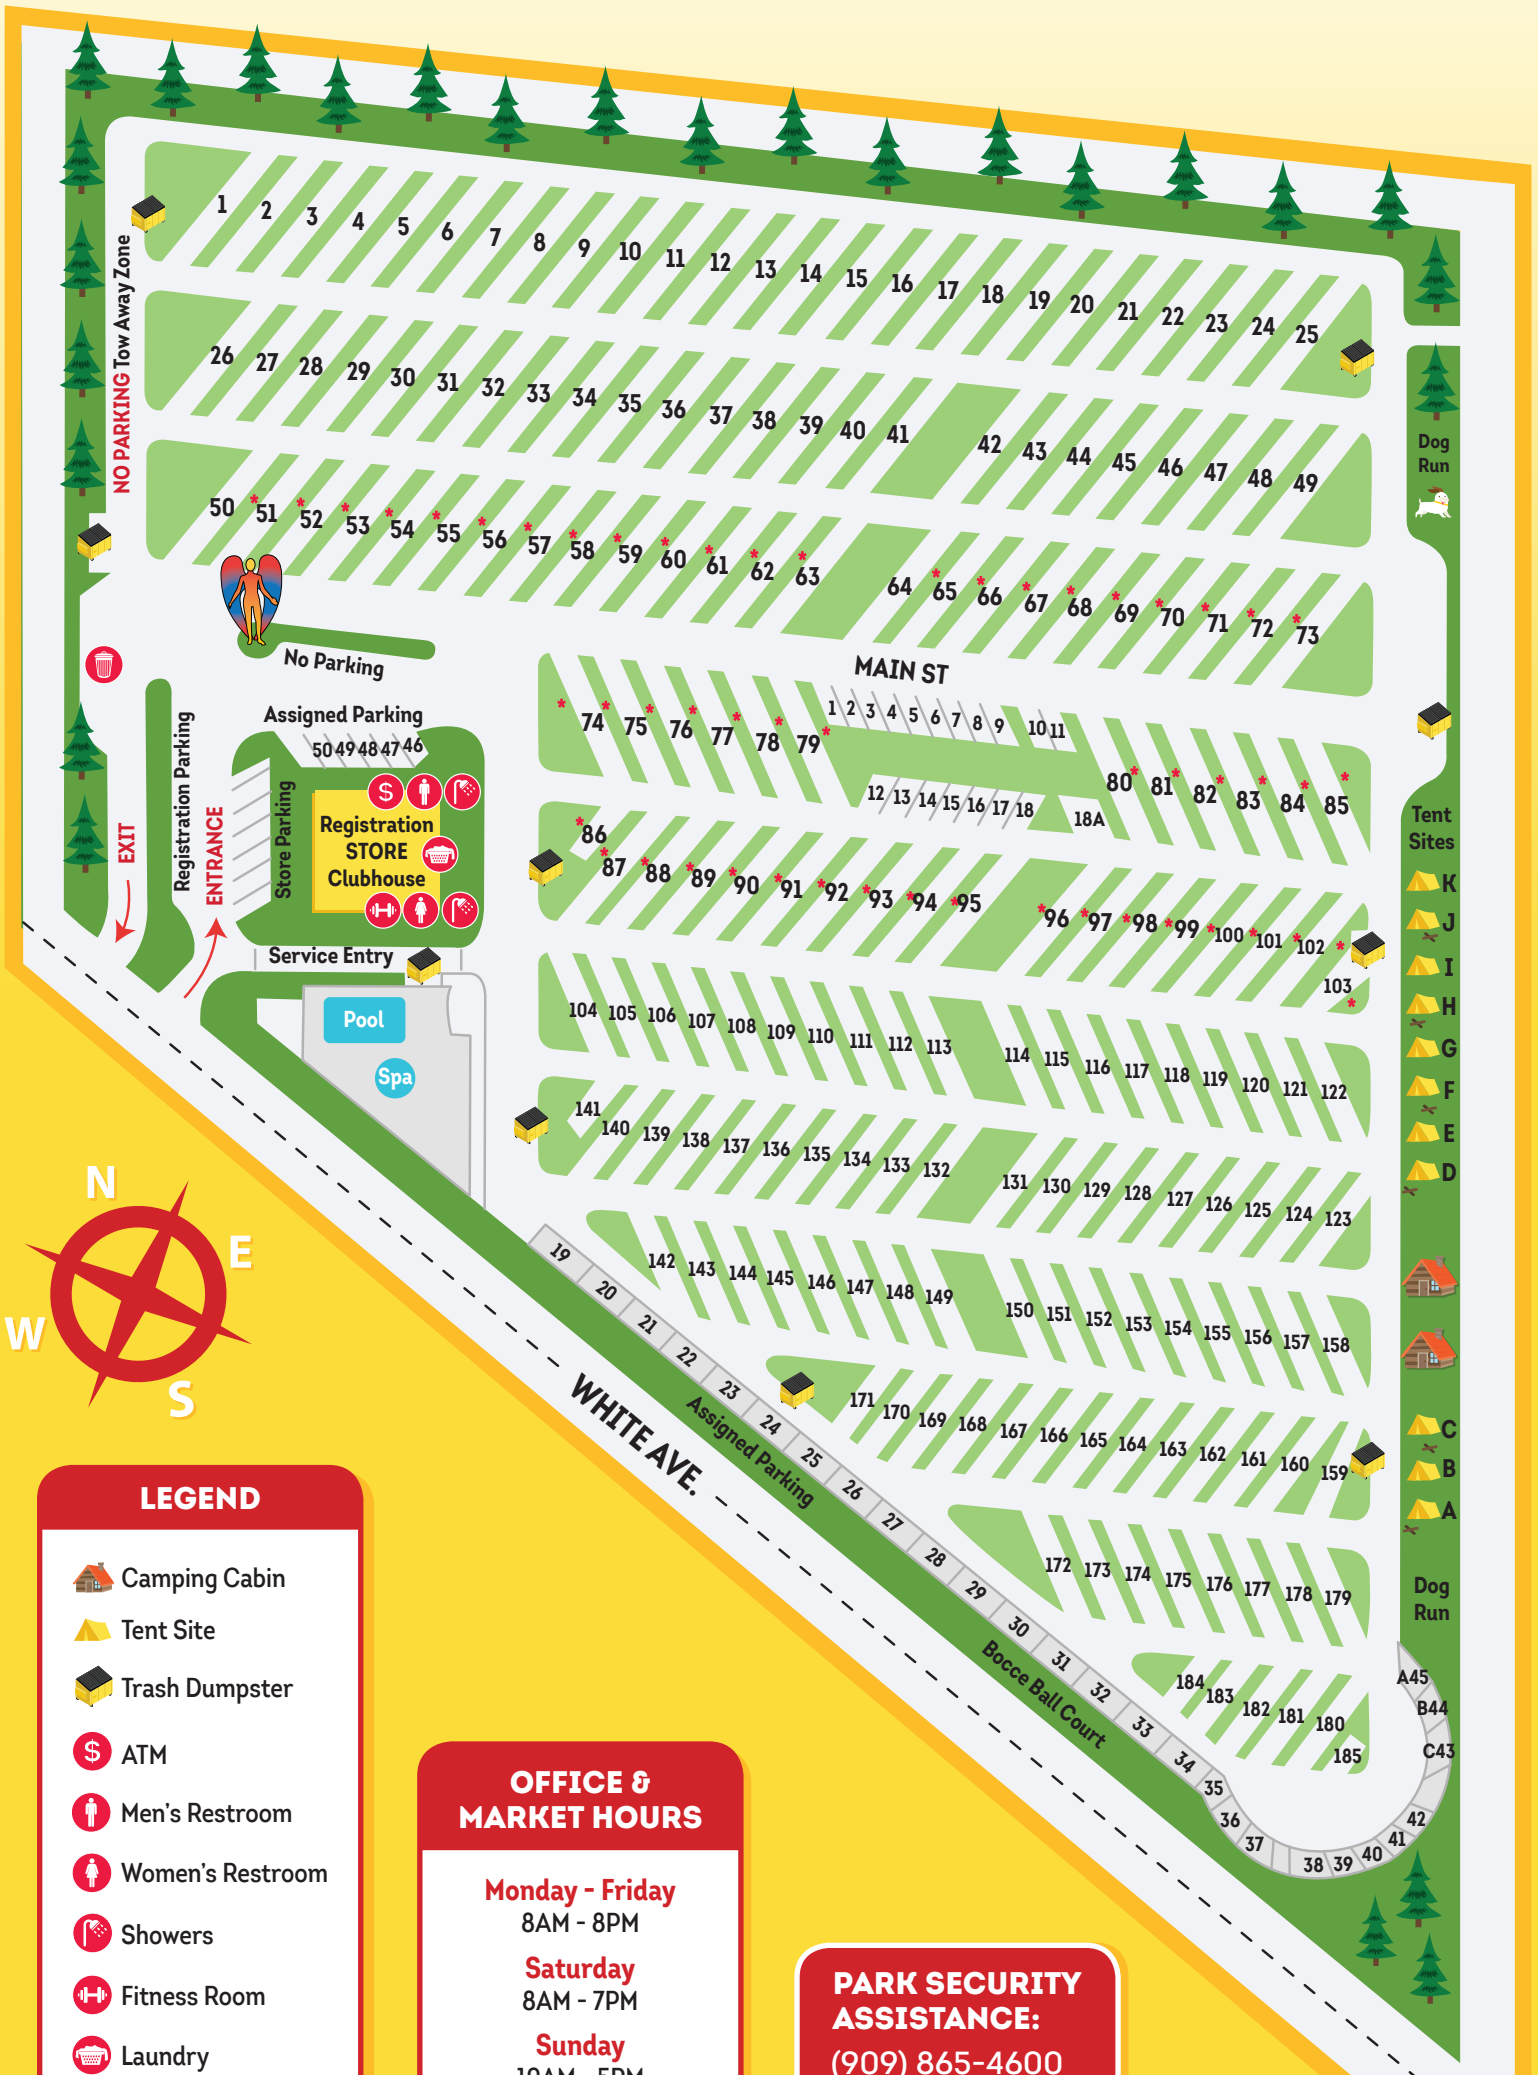 1 2 3 4 5 6 7 8 9 10 11 12 13 14 15 16 17 18 19 20 21 22 23 24 25
NO PARKING Tow Away Zone
26 27 28 29 30 31 32 33 34 35 36 37 38 39 40 41 42 43 44 45 46 47 48 49
Dog
Run
50 *51 *52 *53 *54 *55 *56 *57 *58 *59 *60 *61 *62 *63 64 *65 *66 *67 *68 *69 *70 *71 *72 *73
No Parking
MAIN ST
Assigned Parking
50 49 48 47 46
Registration Parking
Store Parking
EXIT
ENTRANCE
Registration
STORE
Clubhouse
$
Service Entry
Pool
Spa
* 74 * 75 * 76 * 77 * 78 * 79 *
1 2 3 4 5 6 7 8 9 10 11
12 13 14 15 16 17 18 18A
80 * 81 * 82 * 83 * 84 * 85 *
*86
*87 *88 *89 *90 *91 *92 *93 *94 *95 *96 *97 *98 *99 *100 *101 *102 *
103
*
104 105 106 107 108 109 110 111 112 113 114 115 116 117 118 119 120 121 122
141
140 139 138 137 136 135 134 133 132 131 130 129 128 127 126 125 124 123
142 143 144 145 146 147 148 149 150 151 152 153 154 155 156 157 158
171 170 169 168 167 166 165 164 163 162 161 160 159
172 173 174 175 176 177 178 179
184 183 182 181 180
185
Tent
Sites
K
J
I
H
G
F
E
D
C
B
A
Dog
Run
A45
B44
C43
19 20 21 22 23 24 25 26 27 28 29 30 31 32 33 34 35 36 37 38 39 40 41 42
Assigned Parking
Bocce Ball Court
WHITE AVE.
N
E
W
S
LEGEND
Camping Cabin
Tent Site
Trash Dumpster
$ ATM
Men's Restroom
Women's Restroom
Showers
Fitness Room
Laundry
OFFICE &
MARKET HOURS
Monday - Friday
8AM - 8PM
Saturday
8AM - 7PM
Sunday
10AM - 5PM
PARK SECURITY
ASSISTANCE:
(909) 865-4600